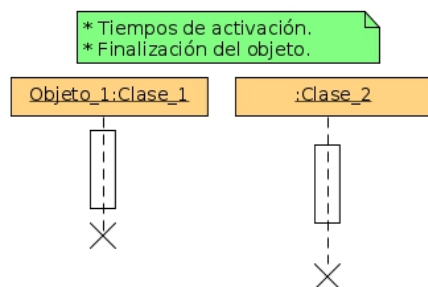 * Tiempos de activación.
* Finalización del objeto.
Objeto_1:Clase_1
:Clase_2